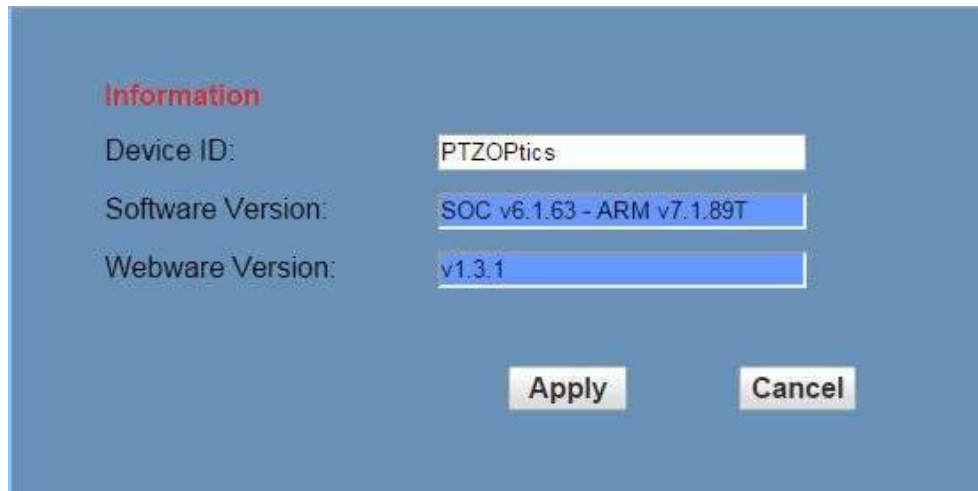 Information
Device ID: PTZOPtics
Software Version: SOC v6.1.63 - ARM v7.1.89T
Webware Version: v1.3.1
Apply Cancel